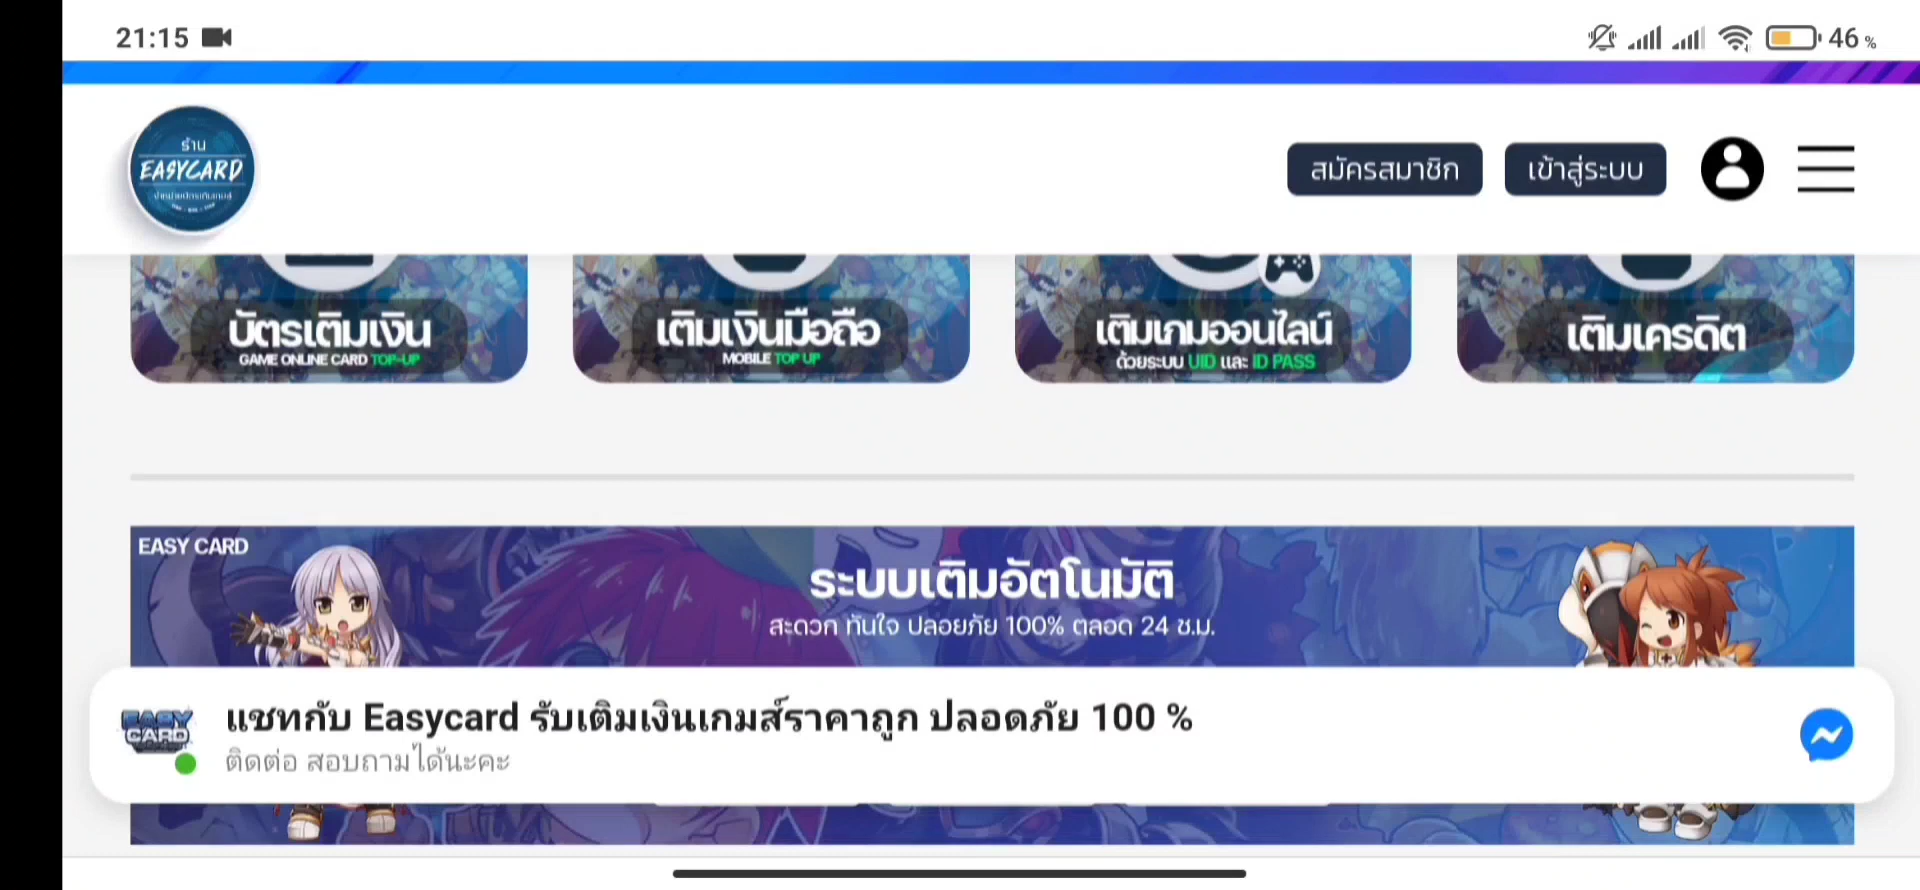 21:15
46 %
ร้าน
EASYCARD
สมัครสมาชิก
เข้าสู่ระบบ
บัตรเติมเงิน
GAME ONLINE CARD TOP-UP
เติมเงินมือถือ
MOBILE TOP UP
เติมเกมออนไลน์
ด้วยระบบ UID และ ID PASS
เติมเครดิต
EASY CARD
ระบบเติมอัตโนมัติ
สะดวก ทันใจ ปลอยภัย 100% ตลอด 24 ช.ม.
EASY
CARD
แชทกับ Easycard รับเติมเงินเกมส์ราคาถูก ปลอดภัย 100 %
ติดต่อ สอบถามได้นะคะ